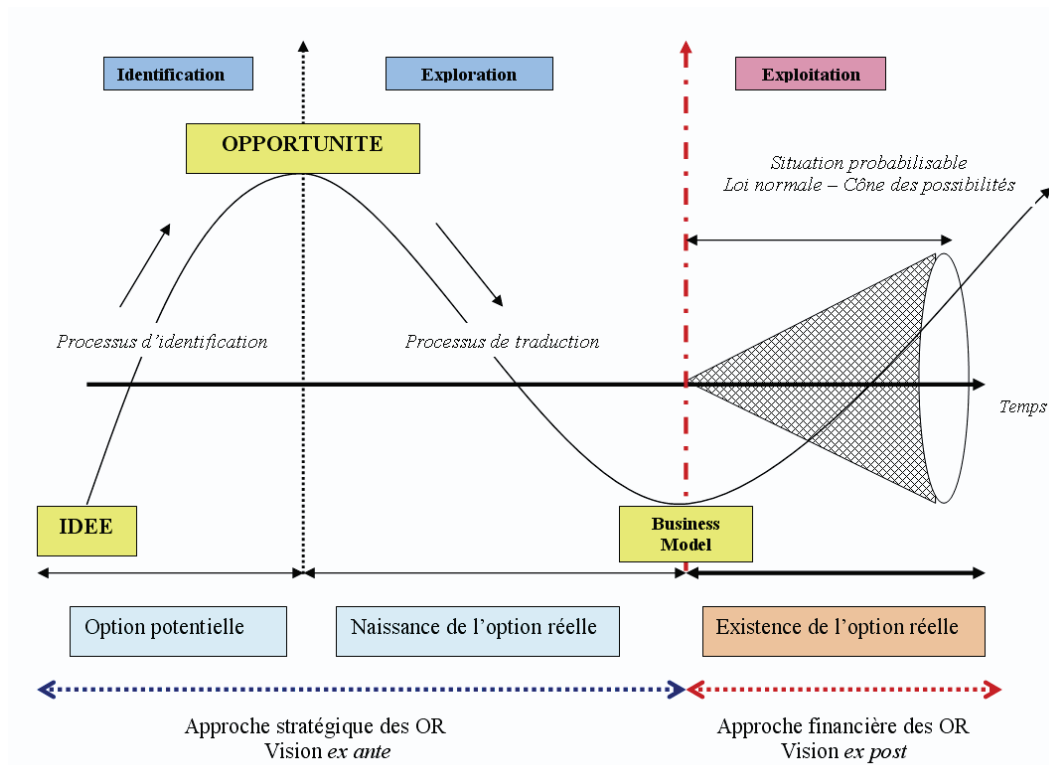 Identification
Exploration
Exploitation
OPPORTUNITE
Situation probabilisable
Loi normale – Cône des possibilités
Processus d'identification
Processus de traduction
Temps
IDEE
Business
Model
Option potentielle
Naissance de l'option réelle
Existence de l'option réelle
Approche stratégique des OR
Vision ex ante
Approche financière des OR
Vision ex post